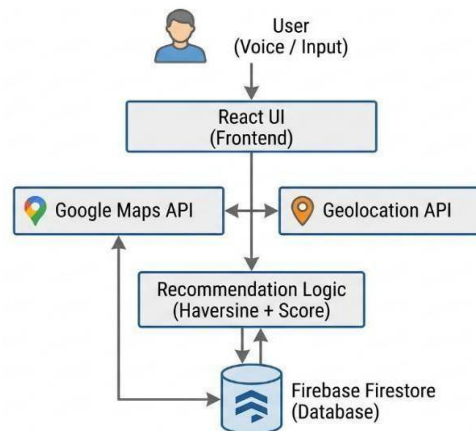 User
(Voice / Input)
React UI
(Frontend)
Google Maps API
Geolocation API
Recommendation Logic
(Haversine + Score)
Firebase Firestore
(Database)